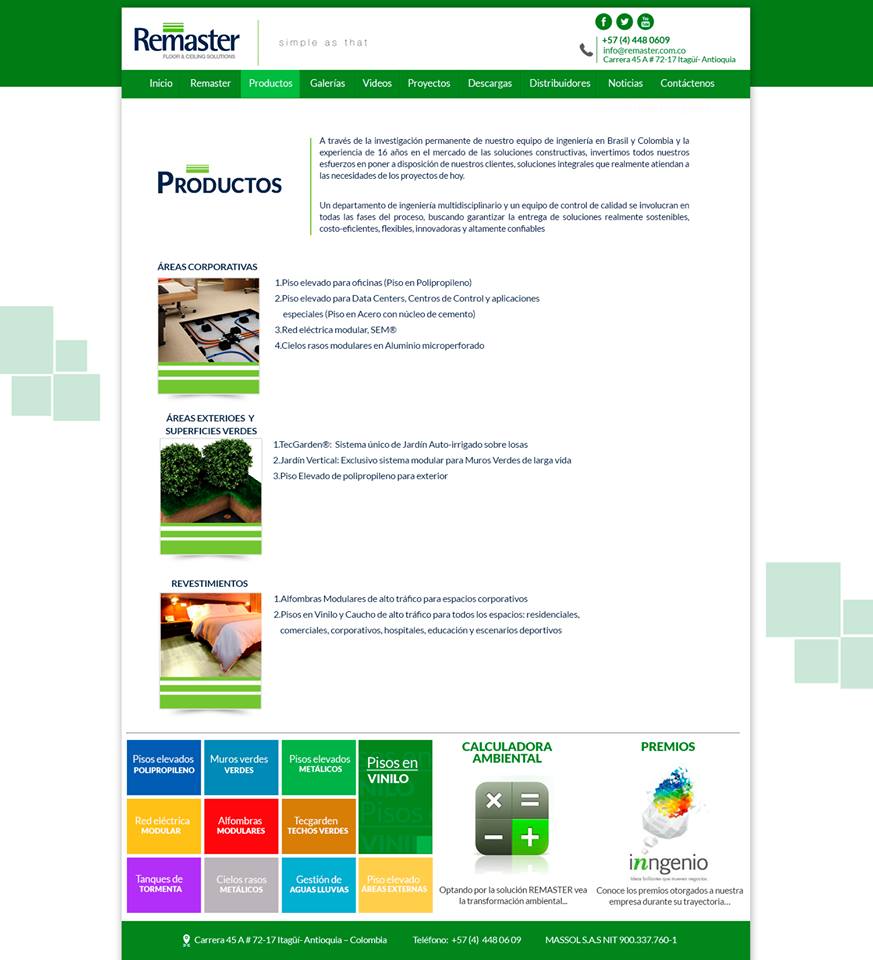 Remaster
FLOOR & CEILING SOLUTIONS
simple as that
+57 (4) 448 0609
info@remaster.com.co
Carrera 45 A # 72-17 Itagüí- Antioquia
Inicio Remaster Productos Galerías Videos Proyectos Descargas Distribuidores Noticias Contáctenos
PRODUCTOS
A través de la investigación permanente de nuestro equipo de ingeniería en Brasil y Colombia y la
experiencia de 16 años en el mercado de las soluciones constructivas, invertimos todos nuestros
esfuerzos en poner a disposición de nuestros clientes, soluciones integrales que realmente atiendan a
las necesidades de los proyectos de hoy.
Un departamento de ingeniería multidisciplinario y un equipo de control de calidad se involucran en
todas las fases del proceso, buscando garantizar la entrega de soluciones realmente sostenibles,
costo-eficientes, flexibles, innovadoras y altamente confiables
ÁREAS CORPORATIVAS
1.Piso elevado para oficinas (Piso en Polipropileno)
2.Piso elevado para Data Centers, Centros de Control y aplicaciones
especiales (Piso en Acero con núcleo de cemento)
3.Red eléctrica modular, SEM®
4.Cielos rasos modulares en Aluminio microperforado
ÁREAS EXTERIOES Y
SUPERFICIES VERDES
1.TecGarden®: Sistema único de Jardín Auto-irrigado sobre losas
2.Jardín Vertical: Exclusivo sistema modular para Muros Verdes de larga vida
3.Piso Elevado de polipropileno para exterior
REVESTIMIENTOS
1.Alfombras Modulares de alto tráfico para espacios corporativos
2.Pisos en Vinilo y Caucho de alto tráfico para todos los espacios: residenciales,
comerciales, corporativos, hospitales, educación y escenarios deportivos
Pisos elevados
POLIPROPILENO
Muros verdes
VERDES
Pisos elevados
METÁLICOS
Pisos en
VINILO
Red eléctrica
MODULAR
Alfombras
MODULARES
Tecgarden
TECHOS VERDES
Tanques de
TORMENTA
Cielos rasos
METÁLICOS
Gestión de
AGUAS LLUVIAS
Piso elevado
ÁREAS EXTERNAS
CALCULADORA
AMBIENTAL
Optando por la solución REMASTER vea
la transformación ambiental...
PREMIOS
inngenio
Ideas brillantes que mueven negocios
Conoce los premios otorgados a nuestra
empresa durante su trayectoria...
Carrera 45 A # 72-17 Itagüí- Antioquia – Colombia Teléfono: +57 (4) 448 06 09 MASSOL S.A.S NIT 900.337.760-1